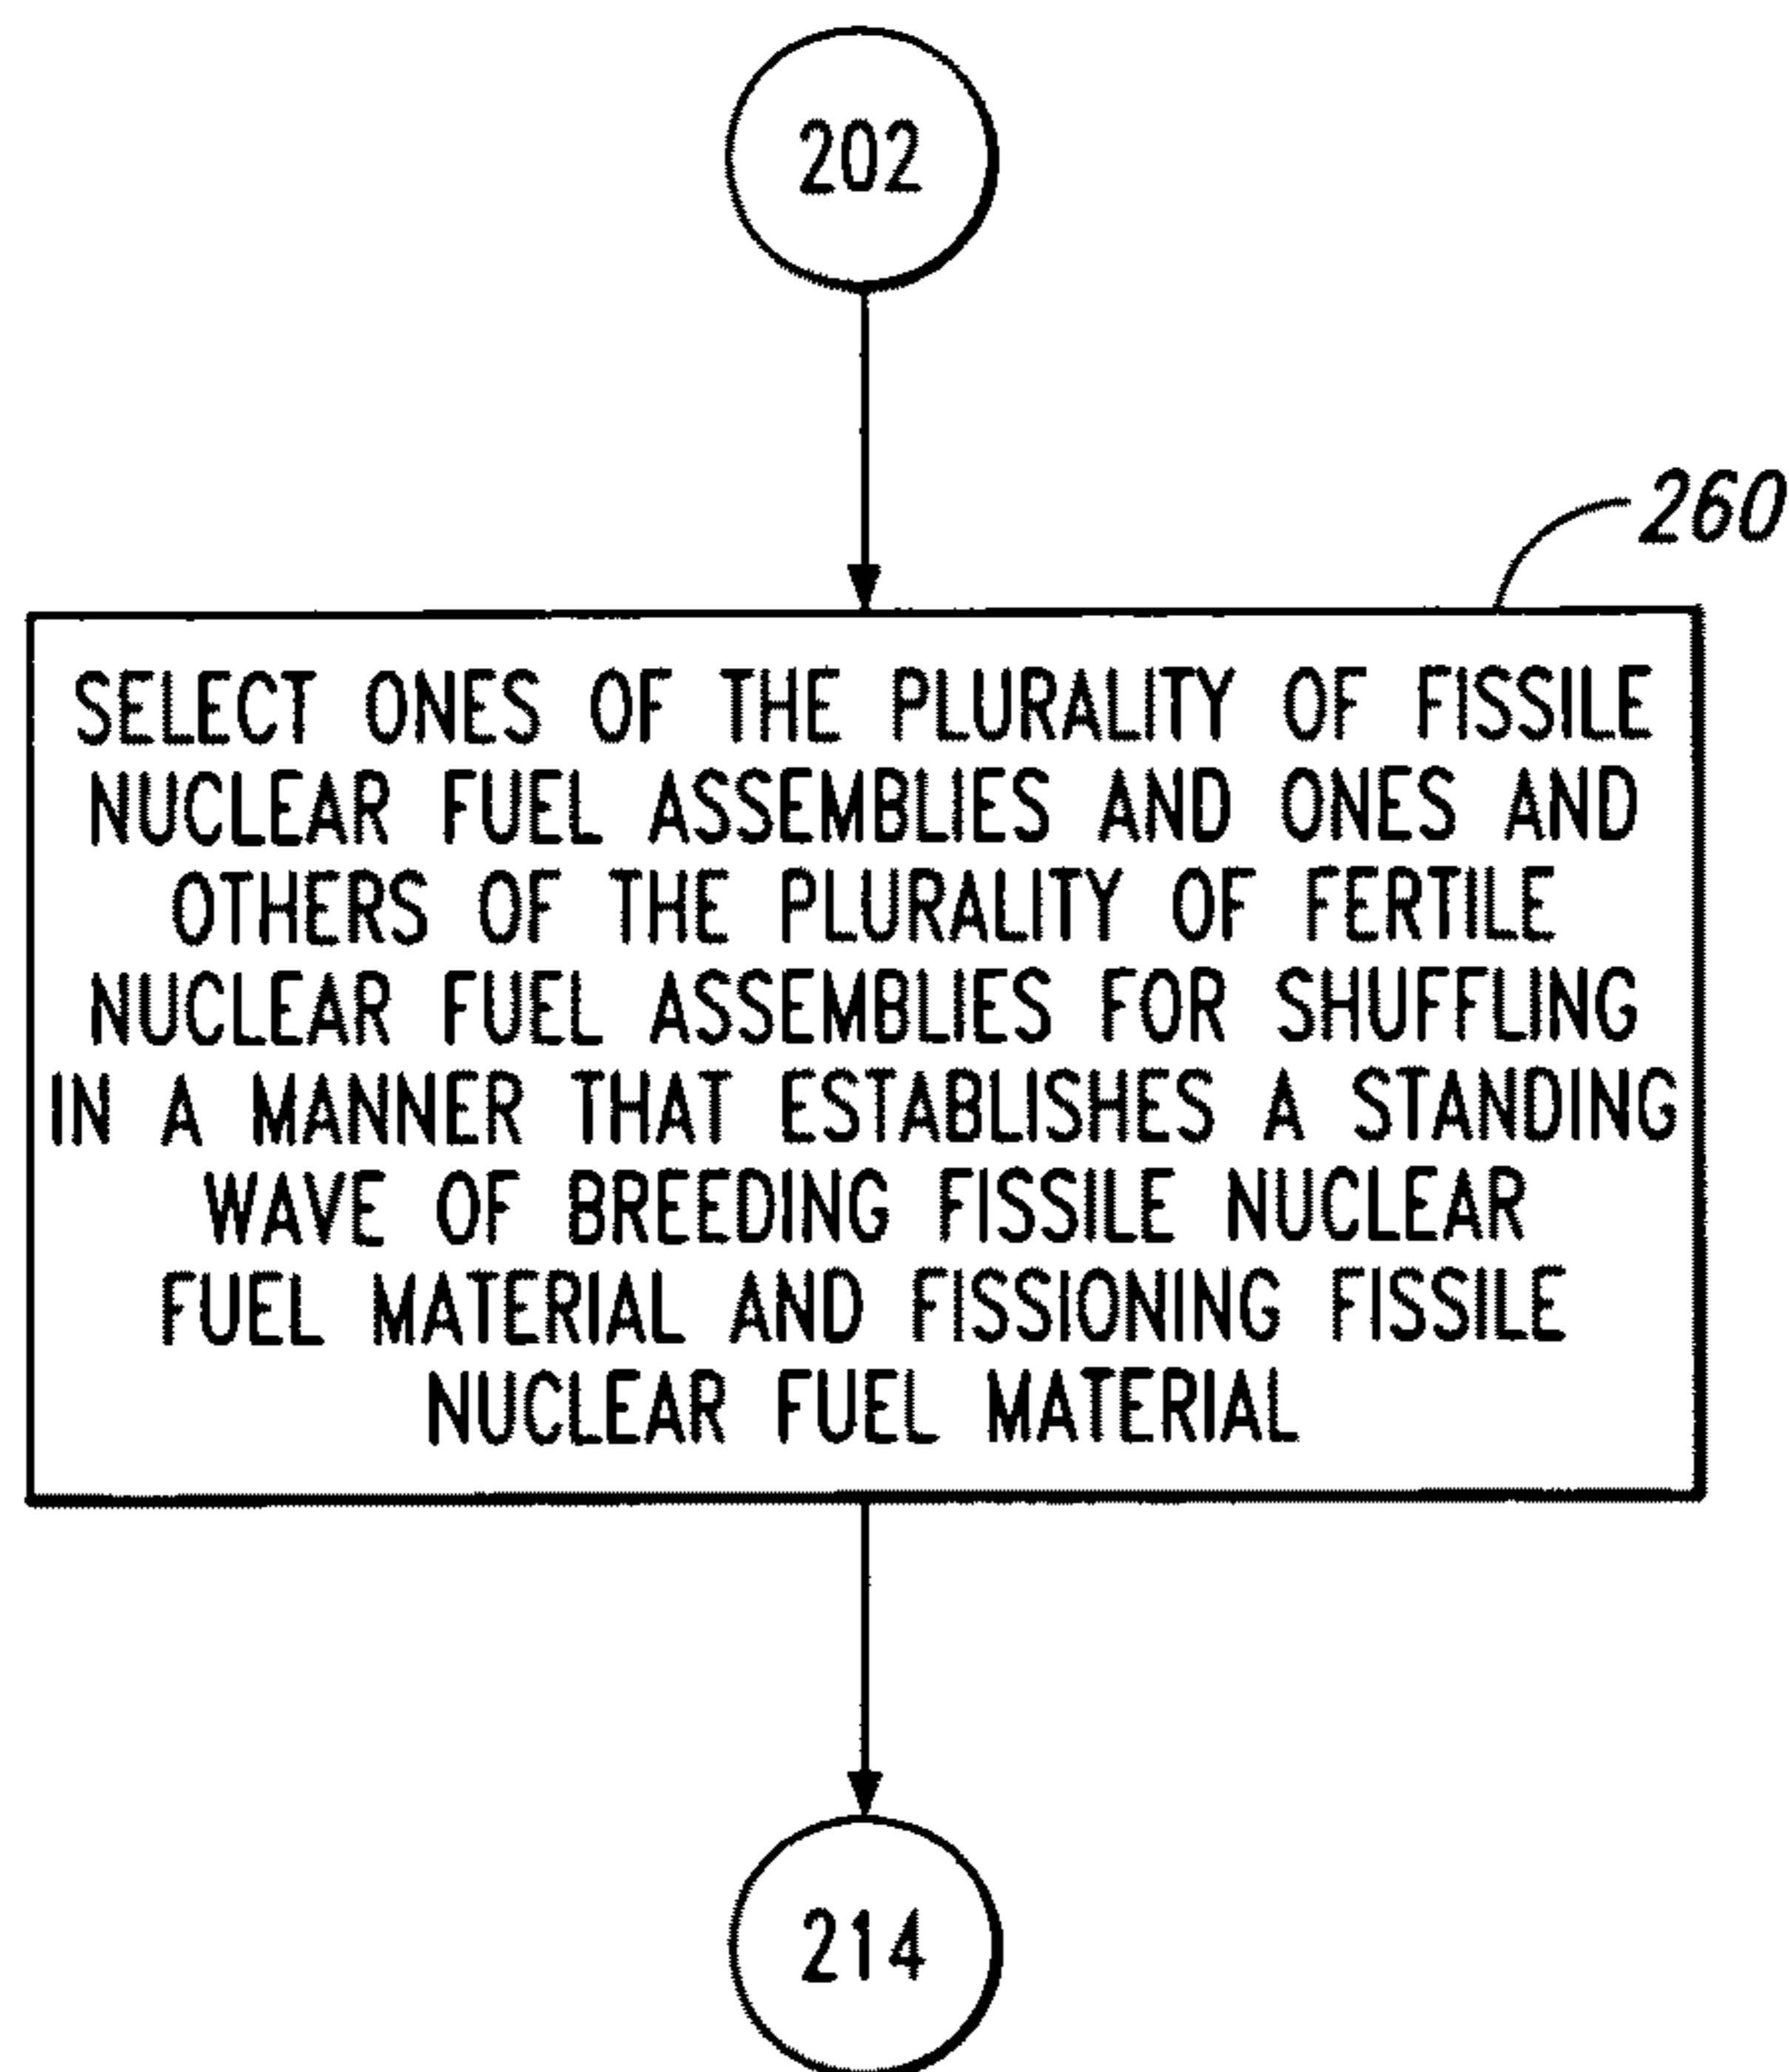 202
260
SELECT ONES OF THE PLURALITY OF FISSILE
NUCLEAR FUEL ASSEMBLIES AND ONES AND
OTHERS OF THE PLURALITY OF FERTILE
NUCLEAR FUEL ASSEMBLIES FOR SHUFFLING
IN A MANNER THAT ESTABLISHES A STANDING
WAVE OF BREEDING FISSILE NUCLEAR
FUEL MATERIAL AND FISSIONING FISSILE
NUCLEAR FUEL MATERIAL
214